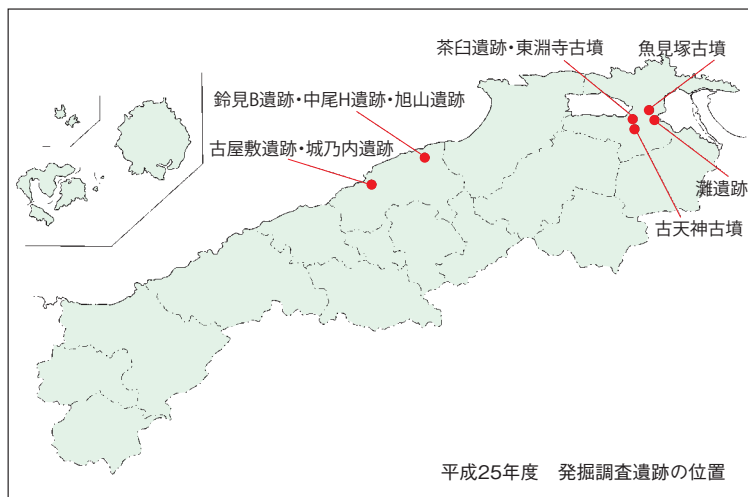 茶臼遺跡・東淵寺古墳
魚見塚古墳
鈴見B遺跡・中尾H遺跡・旭山遺跡
古屋敷遺跡・城乃内遺跡
灘遺跡
古天神古墳
平成25年度　発掘調査遺跡の位置